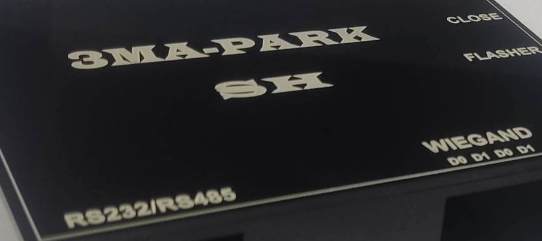 3MA-PARK
SH
CLOSE
FLASHER
WIEGAND
D0 D1 D0 D1
RS232/RS485